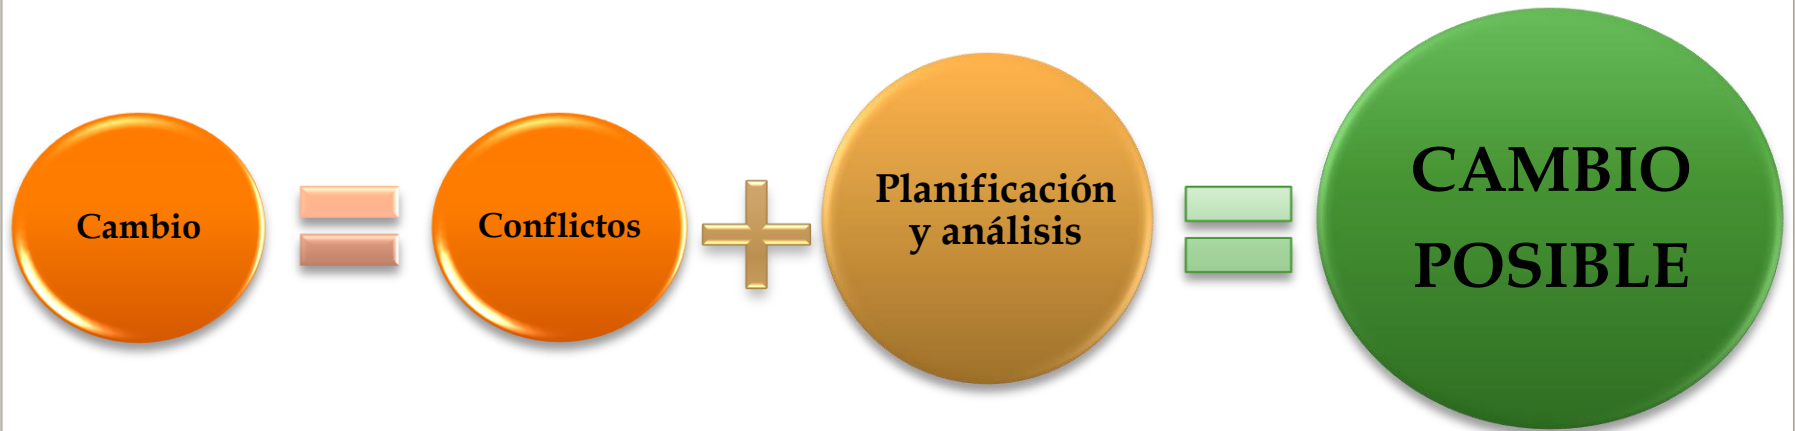 Cambio
Conflictos
Planificación
y análisis
CAMBIO
POSIBLE